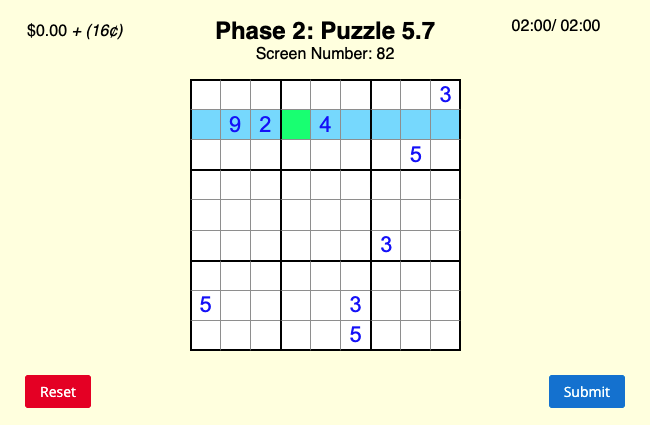 $0.00 + (16¢)
Phase 2: Puzzle 5.7
02:00/ 02:00
Screen Number: 82
3
9 2 4
5
3
5 3
5
Reset
Submit